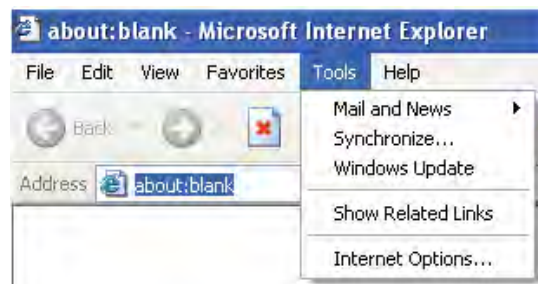 about:blank - Microsoft Internet Explorer
File Edit View Favorites Tools Help
Mail and News
Back
Synchronize...
Windows Update
Address about:blank
Show Related Links
Internet Options...